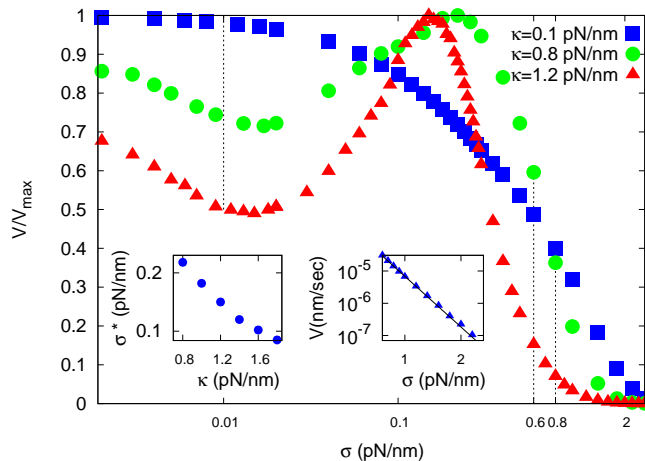 κ=0.1 pN/nm
κ=0.8 pN/nm
κ=1.2 pN/nm
V/Vmax
1
0.9
0.8
0.7
0.6
0.5
0.4
0.3
0.2
0.1
0
0.01
0.1
0.6
0.8
2
σ (pN/nm)
σ* (pN/nm)
0.2
0.1
0.8
1.2
1.6
κ (pN/nm)
V(nm/sec)
10⁻⁵
10⁻⁶
10⁻⁷
1
2
σ (pN/nm)